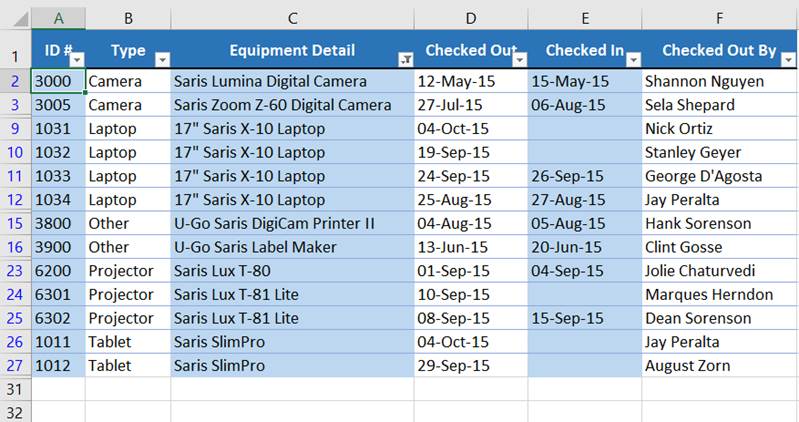 A B C D E F
1 ID # Type Equipment Detail Checked Out Checked In Checked Out By
2 3000 Camera Saris Lumina Digital Camera 12-May-15 15-May-15 Shannon Nguyen
3 3005 Camera Saris Zoom Z-60 Digital Camera 27-Jul-15 06-Aug-15 Sela Shepard
9 1031 Laptop 17" Saris X-10 Laptop 04-Oct-15 Nick Ortiz
10 1032 Laptop 17" Saris X-10 Laptop 19-Sep-15 Stanley Geyer
11 1033 Laptop 17" Saris X-10 Laptop 24-Sep-15 26-Sep-15 George D'Agosta
12 1034 Laptop 17" Saris X-10 Laptop 25-Aug-15 27-Aug-15 Jay Peralta
15 3800 Other U-Go Saris DigiCam Printer II 04-Aug-15 05-Aug-15 Hank Sorenson
16 3900 Other U-Go Saris Label Maker 13-Jun-15 20-Jun-15 Clint Gosse
23 6200 Projector Saris Lux T-80 01-Sep-15 04-Sep-15 Jolie Chaturvedi
24 6301 Projector Saris Lux T-81 Lite 10-Sep-15 Marques Herndon
25 6302 Projector Saris Lux T-81 Lite 08-Sep-15 15-Sep-15 Dean Sorenson
26 1011 Tablet Saris SlimPro 04-Oct-15 Jay Peralta
27 1012 Tablet Saris SlimPro 29-Sep-15 August Zorn
31
32